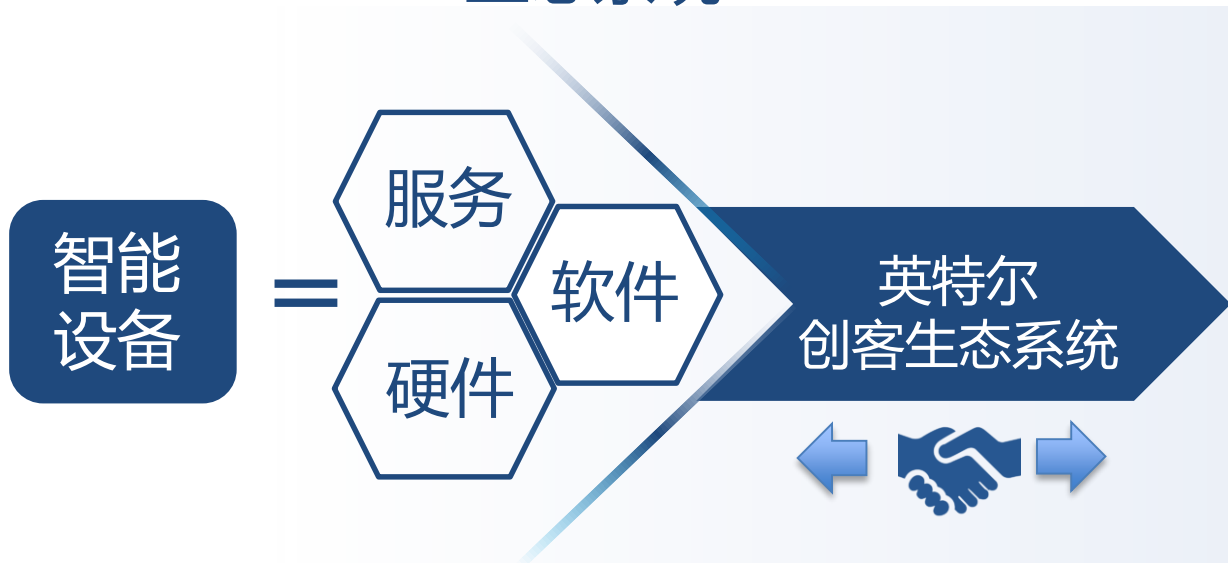 智能
设备
=
服务
软件
硬件
英特尔
创客生态系统